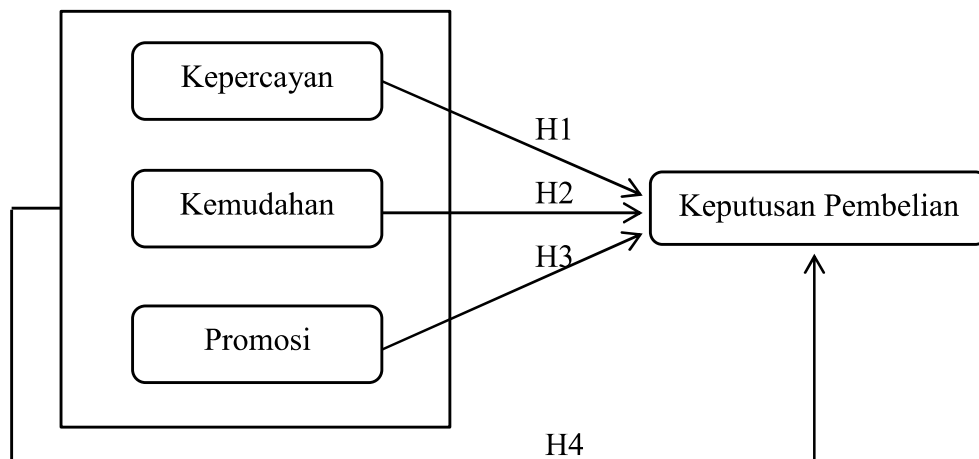 Kepercayan
H1
Kemudahan
H2
Keputusan Pembelian
H3
Promosi
H4